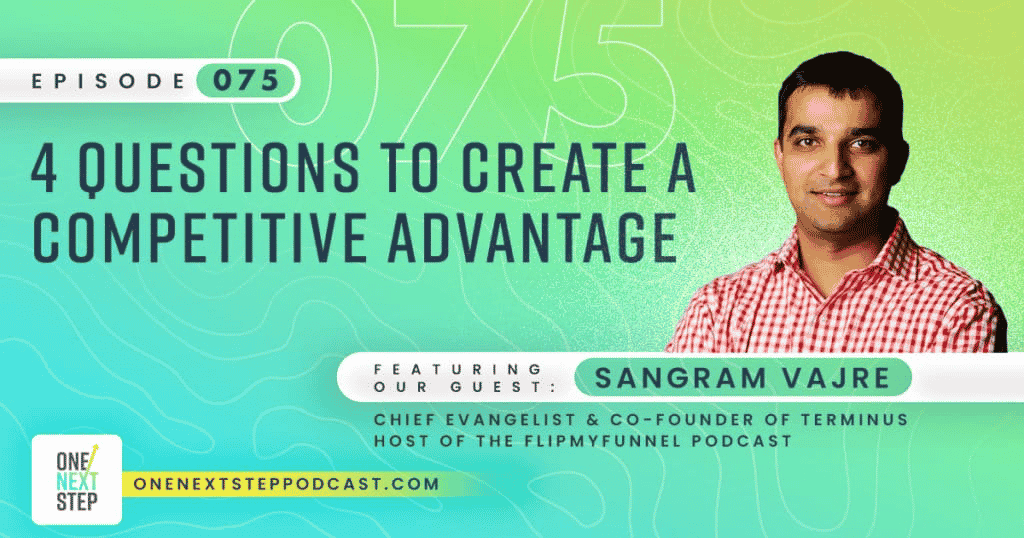 075
EPISODE 075
4 QUESTIONS TO CREATE A
COMPETITIVE ADVANTAGE
FEATURING
OUR GUEST:
SANGRAM VAJRE
CHIEF EVANGELIST & CO-FOUNDER OF TERMINUS
HOST OF THE FLIPMYFUNNEL PODCAST
ONE
NEXT
STEP
ONENEXTSTEPPODCAST.COM